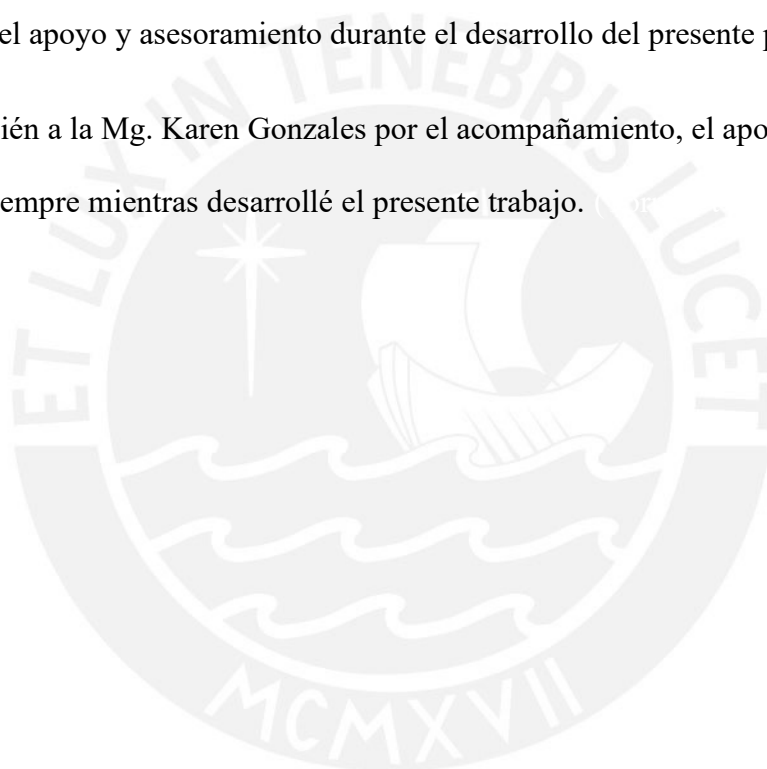 el apoyo y asesoramiento durante el desarrollo del presente
ién a la Mg. Karen Gonzales por el acompañamiento, el apo
empre mientras desarrollé el presente trabajo.
ET LUX IN TENEBRIS LUCET
MCMXVII